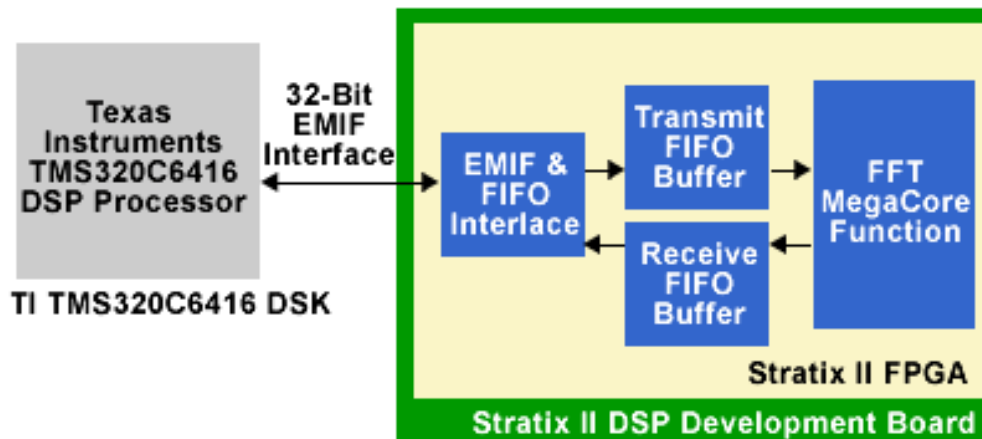 Texas
Instruments
TMS320C6416
DSP Processor
TI TMS320C6416 DSK
32-Bit
EMIF
Interface
EMIF &
FIFO
Interlace
Transmit
FIFO
Buffer
Receive
FIFO
Buffer
FFT
MegaCore
Function
Stratix II FPGA
Stratix II DSP Development Board